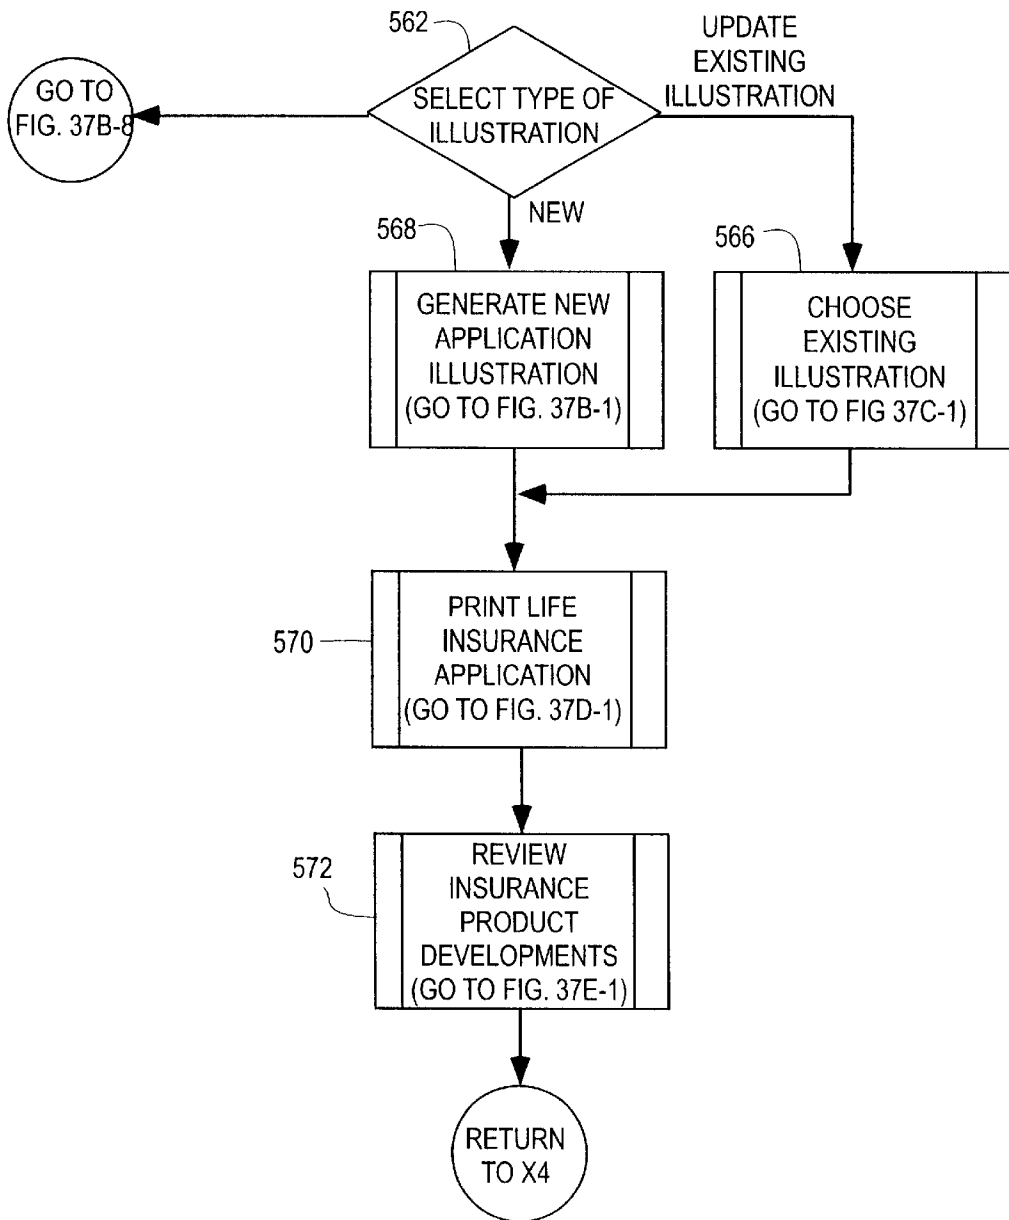 562
UPDATE
EXISTING
ILLUSTRATION
GO TO
FIG. 37B-8
SELECT TYPE OF
ILLUSTRATION
NEW
568
566
GENERATE NEW
APPLICATION
ILLUSTRATION
(GO TO FIG. 37B-1)
CHOOSE
EXISTING
ILLUSTRATION
(GO TO FIG 37C-1)
570
PRINT LIFE
INSURANCE
APPLICATION
(GO TO FIG. 37D-1)
572
REVIEW
INSURANCE
PRODUCT
DEVELOPMENTS
(GO TO FIG. 37E-1)
RETURN
TO X4